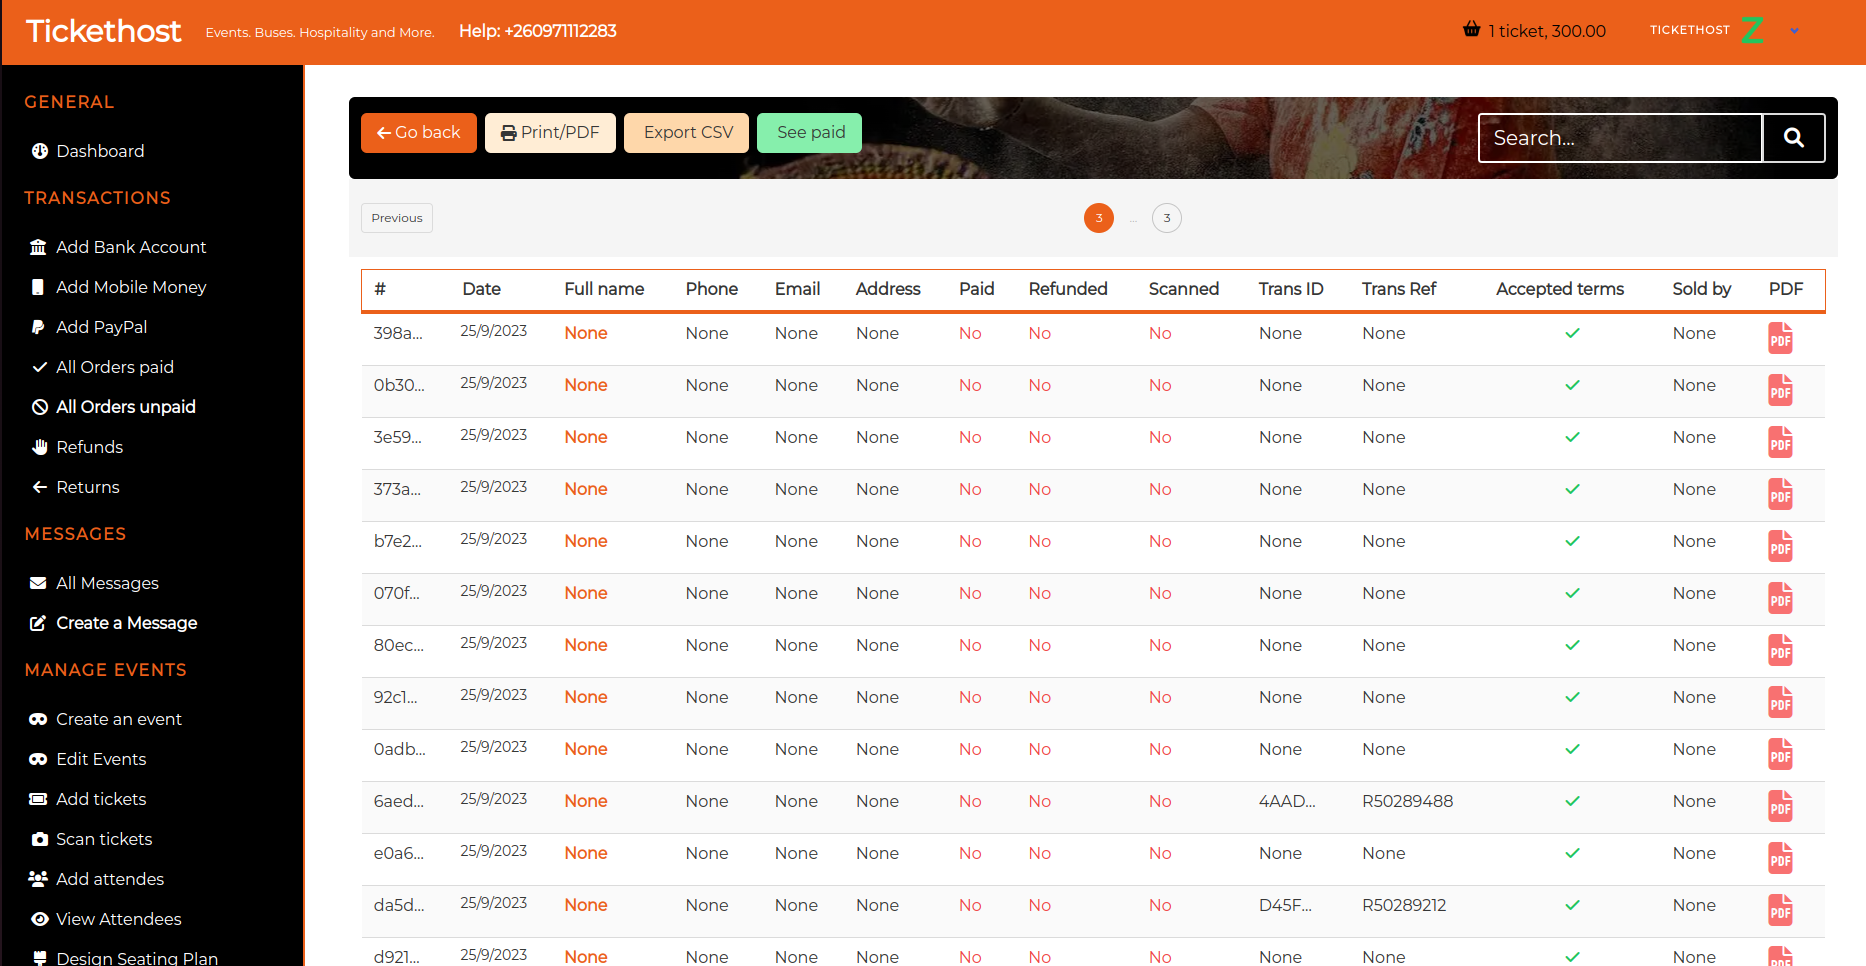 Tickethost Events. Buses. Hospitality and More. Help: +260971112283 1 ticket, 300.00 TICKETHOST Z
GENERAL
Dashboard
TRANSACTIONS
Add Bank Account
Add Mobile Money
Add PayPal
All Orders paid
All Orders unpaid
Refunds
Returns
MESSAGES
All Messages
Create a Message
MANAGE EVENTS
Create an event
Edit Events
Add tickets
Scan tickets
Add attendes
View Attendees
Design Seating Plan
Go back Print/PDF Export CSV See paid Search...
Previous 3 ... 3
# Date Full name Phone Email Address Paid Refunded Scanned Trans ID Trans Ref Accepted terms Sold by PDF
398a... 25/9/2023 None None None None No No No None None None PDF
0b30... 25/9/2023 None None None None No No No None None None PDF
3e59... 25/9/2023 None None None None No No No None None None PDF
373a... 25/9/2023 None None None None No No No None None None PDF
b7e2... 25/9/2023 None None None None No No No None None None PDF
070f... 25/9/2023 None None None None No No No None None None PDF
80ec... 25/9/2023 None None None None No No No None None None PDF
92c1... 25/9/2023 None None None None No No No None None None PDF
0adb... 25/9/2023 None None None None No No No None None None PDF
6aed... 25/9/2023 None None None None No No No 4AAD... R50289488 None PDF
e0a6... 25/9/2023 None None None None No No No None None None PDF
da5d... 25/9/2023 None None None None No No No D45F... R50289212 None PDF
d921... 25/9/2023 None None None None No No No None None None PDF